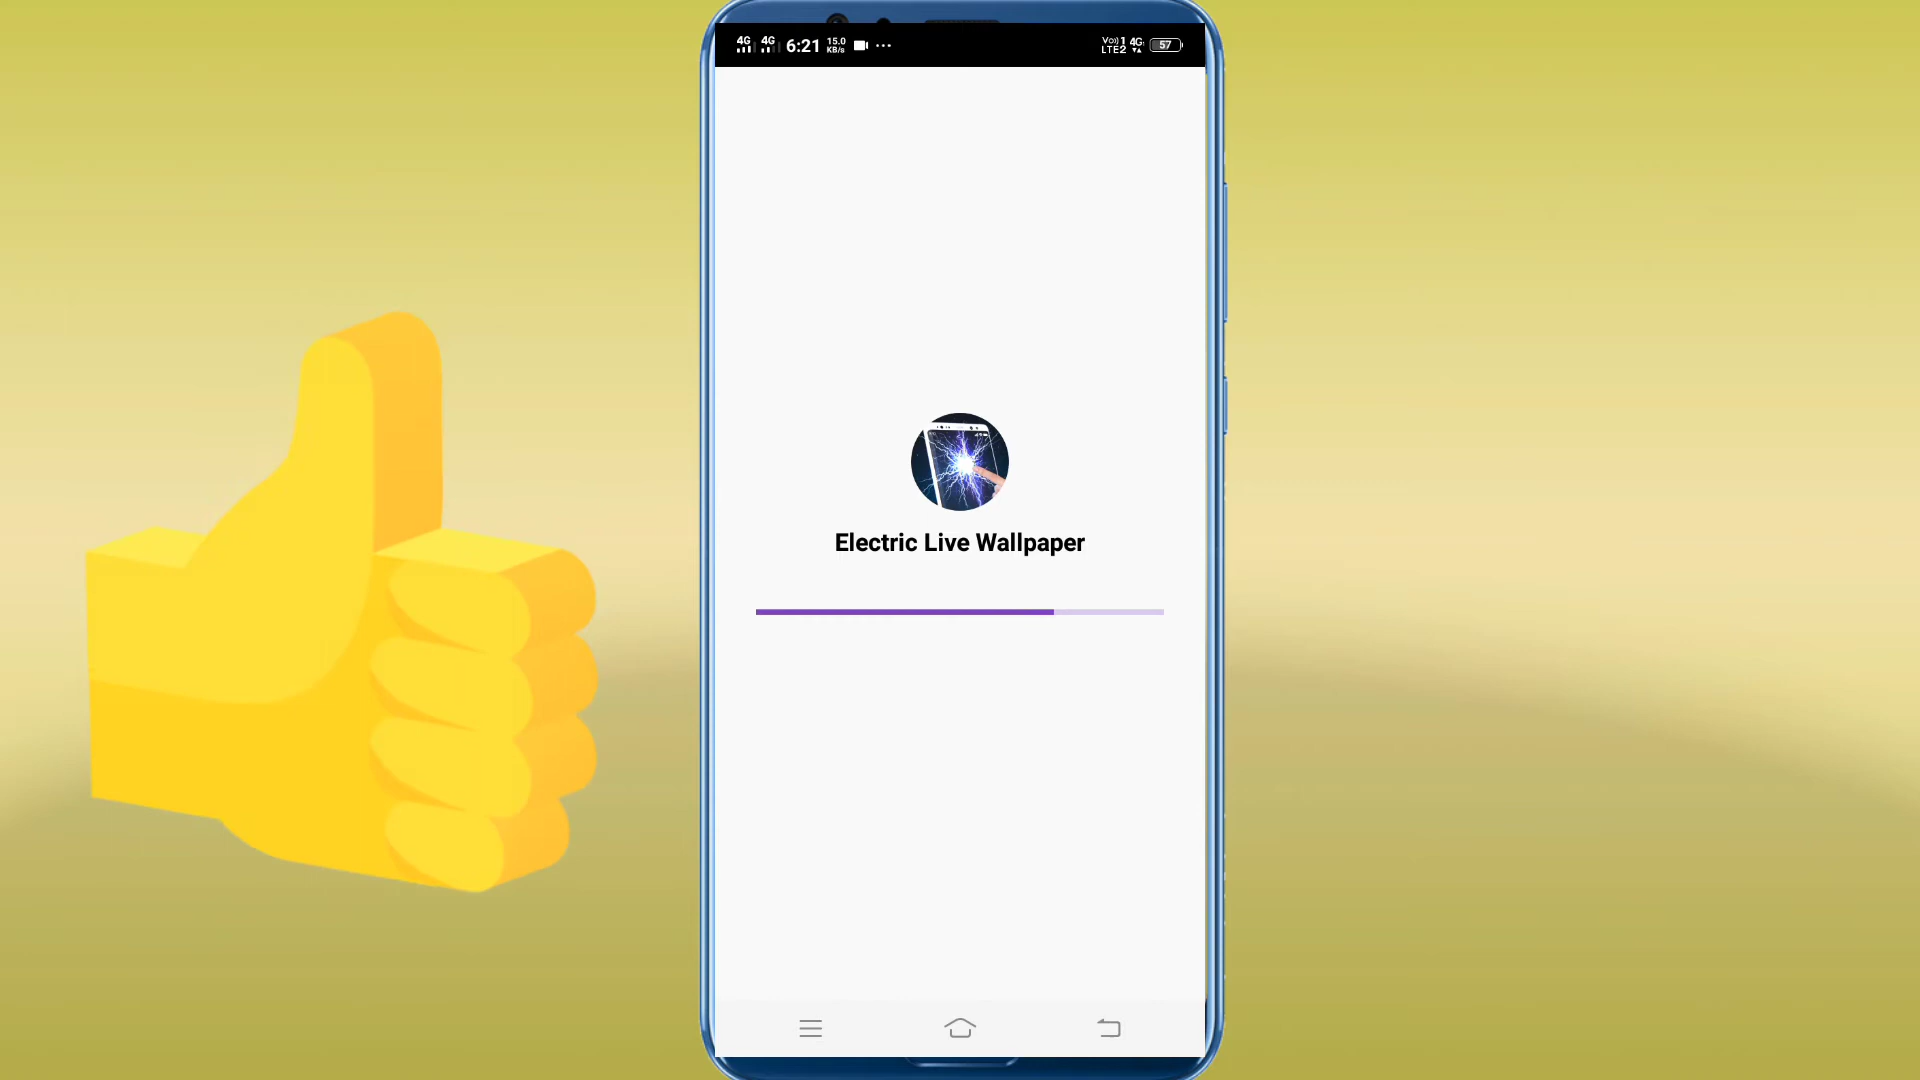 4G 4G 6:21 15.0 KB/s ... Vo)) 1 4G LTE2 57
Electric Live Wallpaper